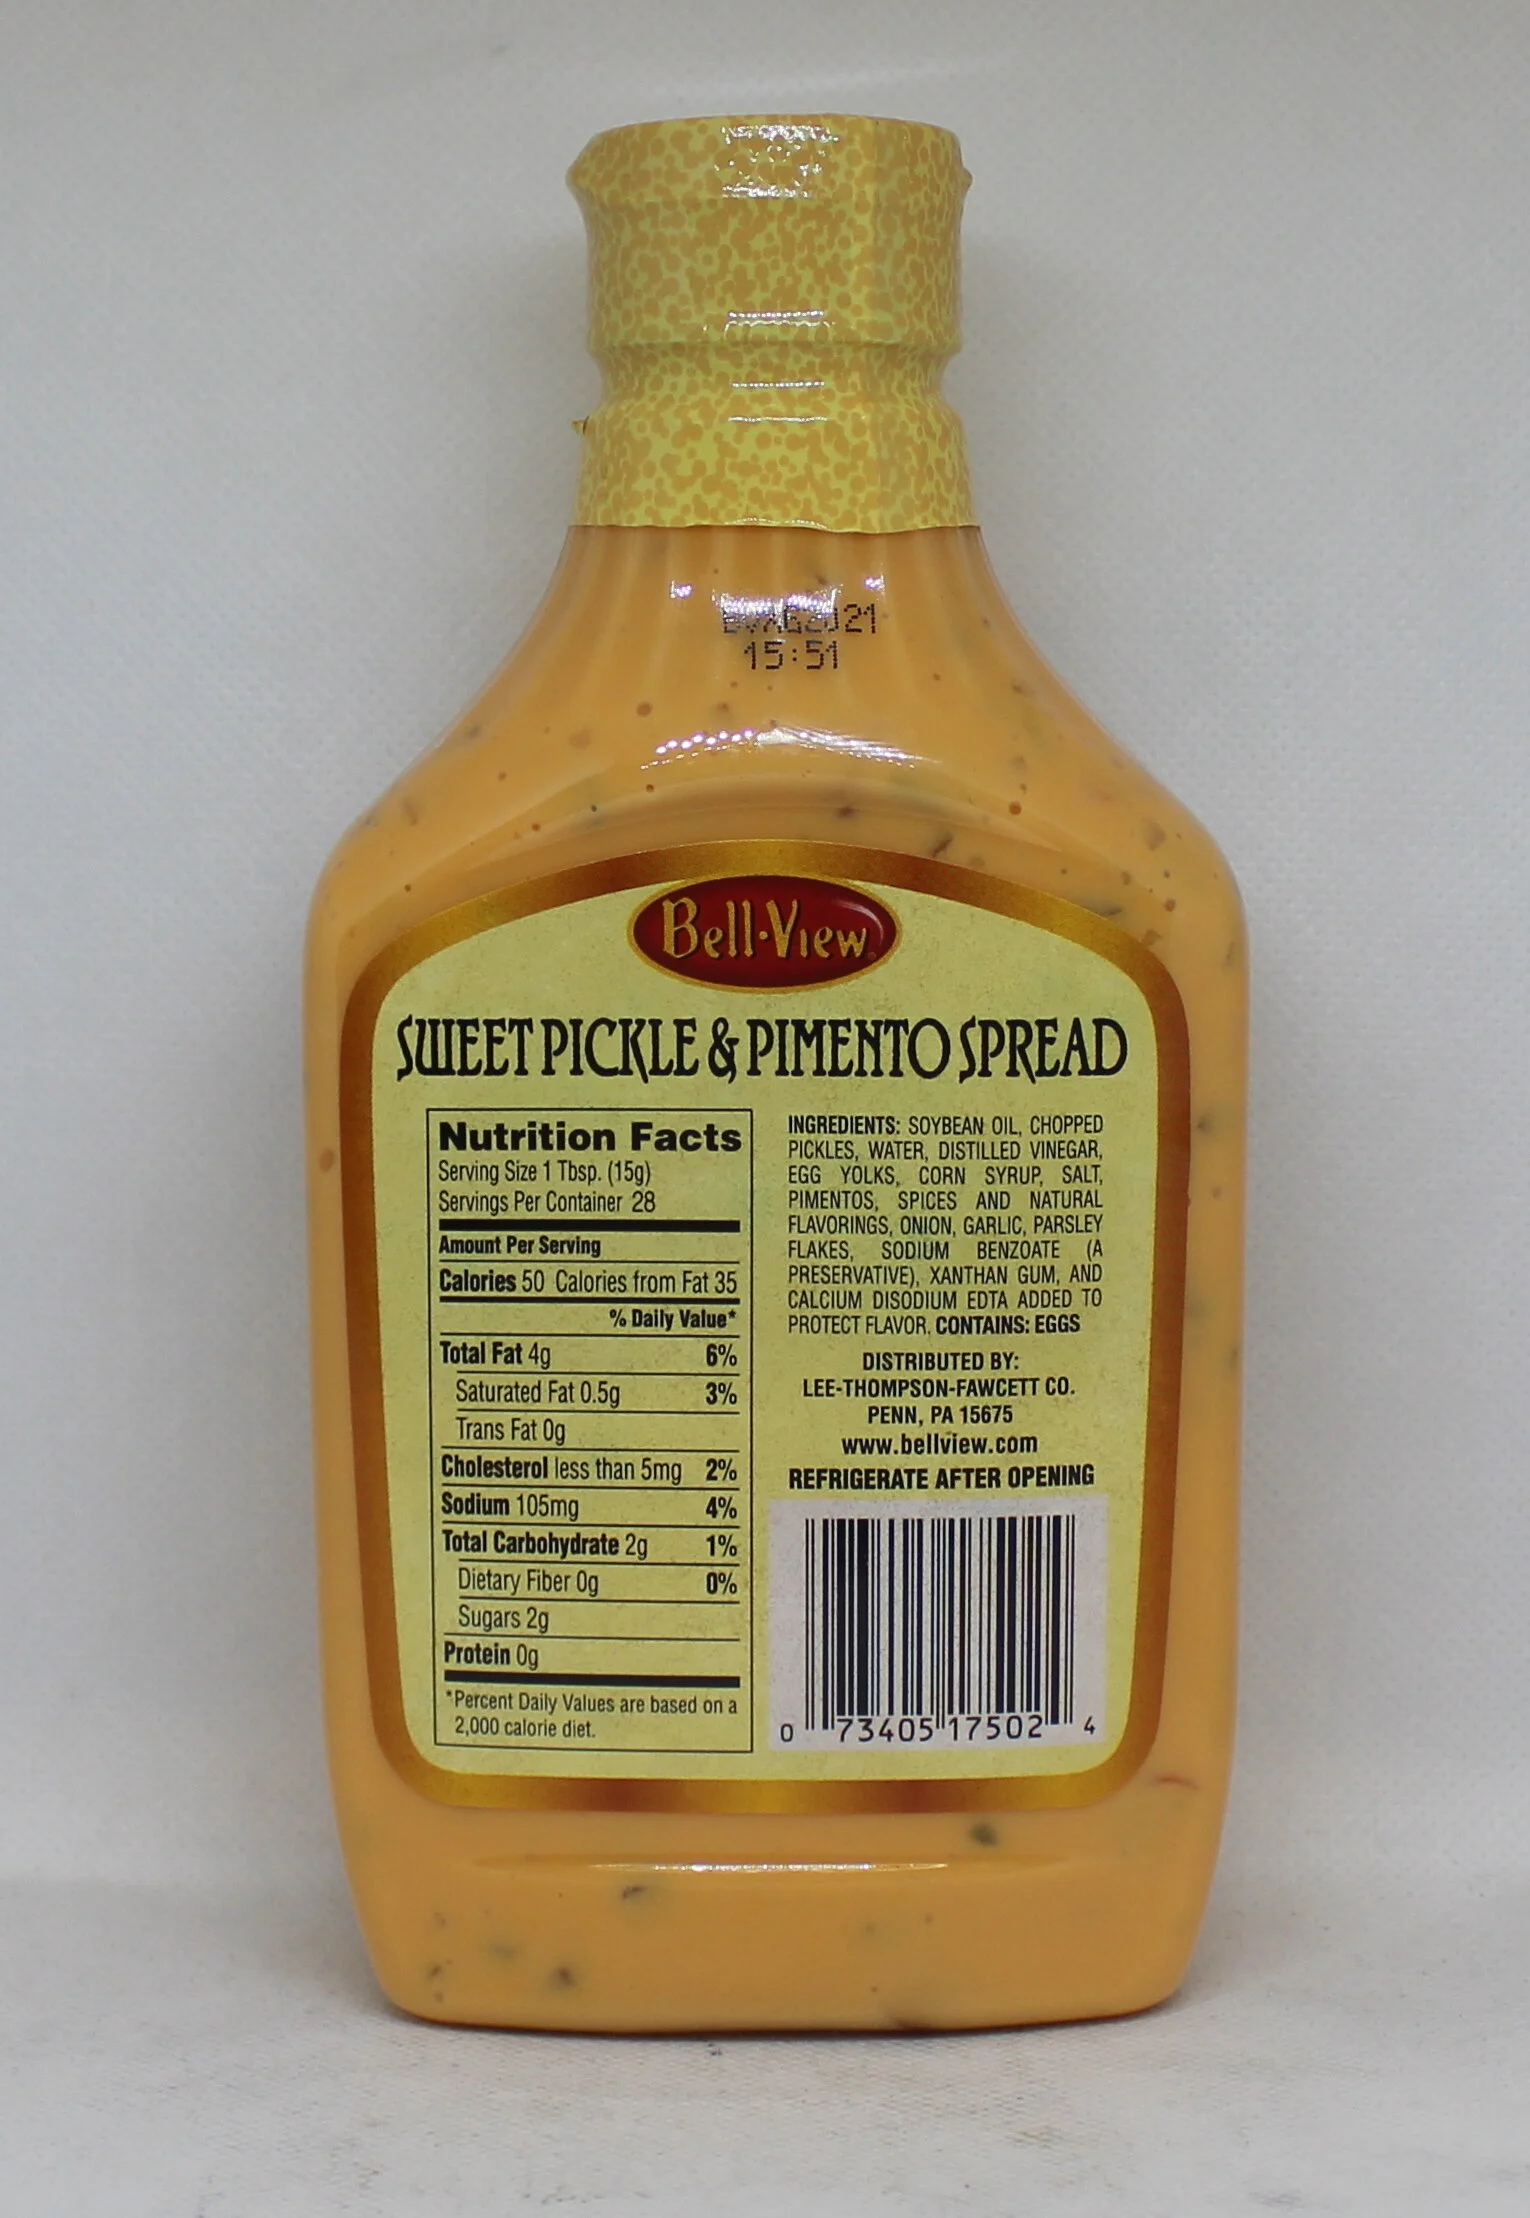 15:51
Bell·View
SWEET PICKLE & PIMENTO SPREAD
Nutrition Facts
Serving Size 1 Tbsp. (15g)
Servings Per Container 28
Amount Per Serving
Calories 50 Calories from Fat 35
% Daily Value*
Total Fat 4g 6%
Saturated Fat 0.5g 3%
Trans Fat 0g
Cholesterol less than 5mg 2%
Sodium 105mg 4%
Total Carbohydrate 2g 1%
Dietary Fiber 0g 0%
Sugars 2g
Protein 0g
*Percent Daily Values are based on a
2,000 calorie diet.
INGREDIENTS: SOYBEAN OIL, CHOPPED
PICKLES, WATER, DISTILLED VINEGAR,
EGG YOLKS, CORN SYRUP, SALT,
PIMENTOS, SPICES AND NATURAL
FLAVORINGS, ONION, GARLIC, PARSLEY
FLAKES, SODIUM BENZOATE (A
PRESERVATIVE), XANTHAN GUM, AND
CALCIUM DISODIUM EDTA ADDED TO
PROTECT FLAVOR. CONTAINS: EGGS
DISTRIBUTED BY:
LEE-THOMPSON-FAWCETT CO.
PENN, PA 15675
www.bellview.com
REFRIGERATE AFTER OPENING
0 73405 17502 4